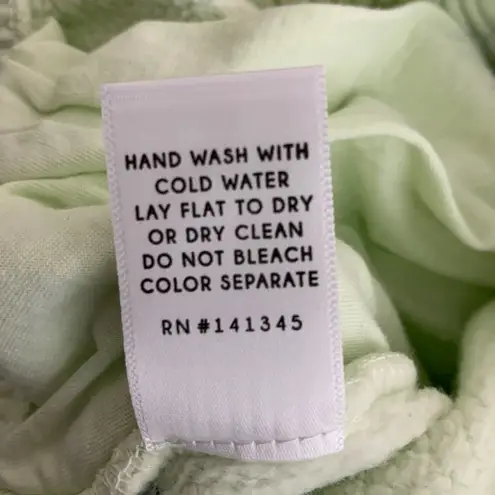 HAND WASH WITH
COLD WATER
LAY FLAT TO DRY
OR DRY CLEAN
DO NOT BLEACH
COLOR SEPARATE
RN #141345